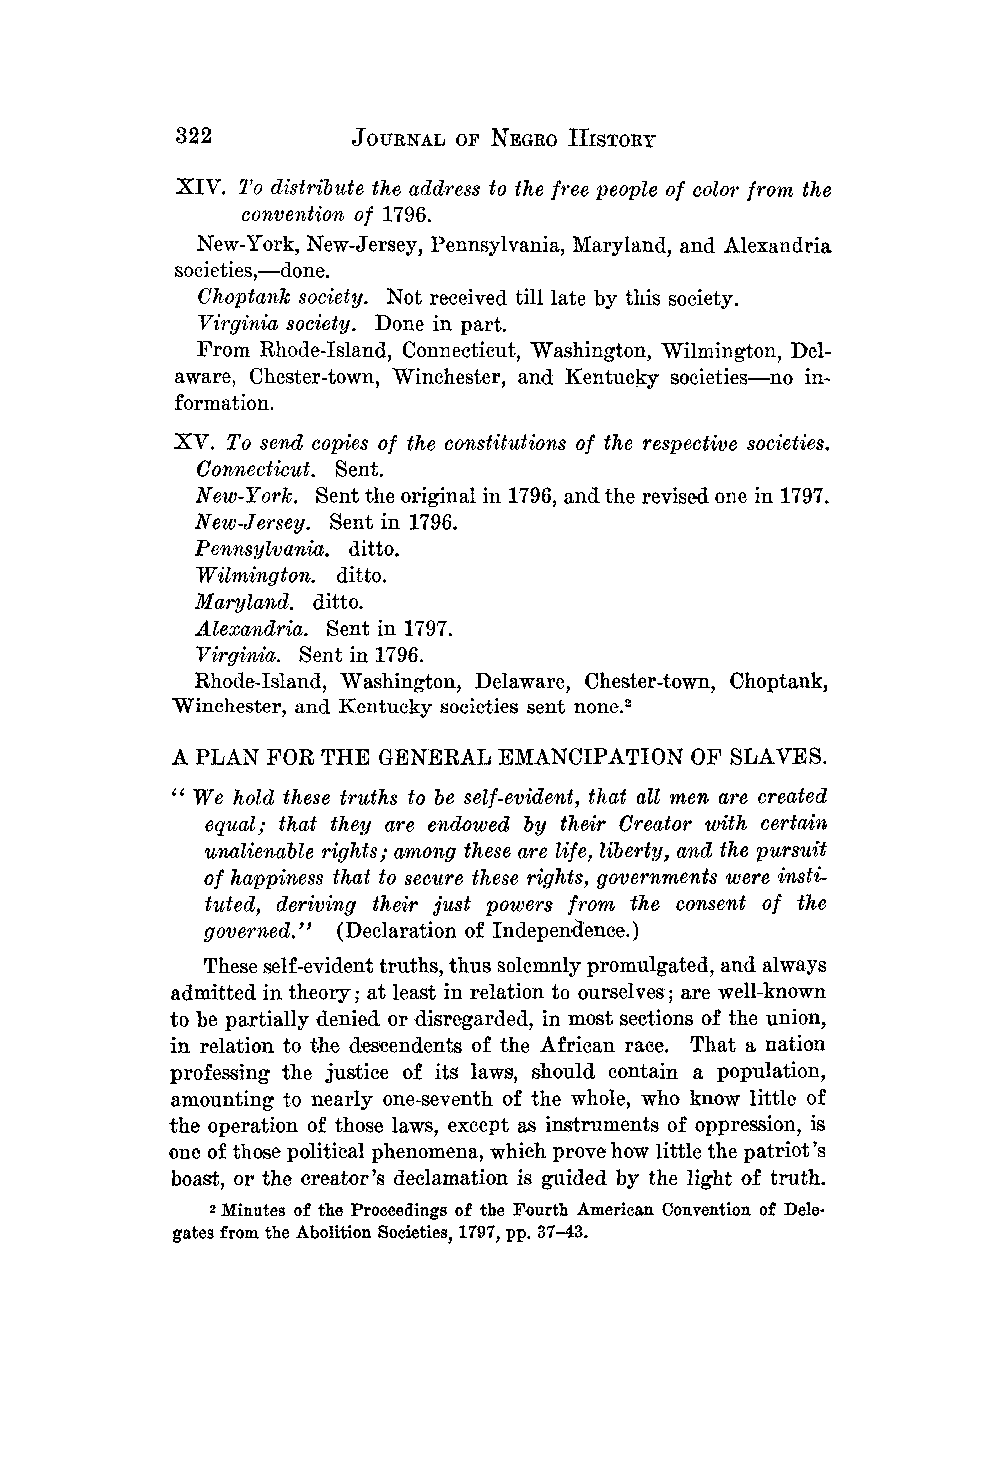 322 JOURNAL OF NEGRO HISTORY
XIV. To distribute the address to the free people of color from the
convention of 1796.
New-York, New-Jersey, Pennsylvania, Maryland, and Alexandria
societies,—done.
Choptank society. Not received till late by this society.
Virginia society. Done in part.
From Rhode-Island, Connecticut, Washington, Wilmington, Del-
aware, Chester-town, Winchester, and Kentucky societies—no in-
formation.
XV. To send copies of the constitutions of the respective societies.
Connecticut. Sent.
New-York. Sent the original in 1796, and the revised one in 1797.
New-Jersey. Sent in 1796.
Pennsylvania. ditto.
Wilmington. ditto.
Maryland. ditto.
Alexandria. Sent in 1797.
Virginia. Sent in 1796.
Rhode-Island, Washington, Delaware, Chester-town, Choptank,
Winchester, and Kentucky societies sent none.²
A PLAN FOR THE GENERAL EMANCIPATION OF SLAVES.
“ We hold these truths to be self-evident, that all men are created
equal; that they are endowed by their Creator with certain
unalienable rights; among these are life, liberty, and the pursuit
of happiness that to secure these rights, governments were insti-
tuted, deriving their just powers from the consent of the
governed.” (Declaration of Independence.)
These self-evident truths, thus solemnly promulgated, and always
admitted in theory; at least in relation to ourselves; are well-known
to be partially denied or disregarded, in most sections of the union,
in relation to the descendents of the African race. That a nation
professing the justice of its laws, should contain a population,
amounting to nearly one-seventh of the whole, who know little of
the operation of those laws, except as instruments of oppression, is
one of those political phenomena, which prove how little the patriot's
boast, or the creator's declamation is guided by the light of truth.
² Minutes of the Proceedings of the Fourth American Convention of Dele-
gates from the Abolition Societies, 1797, pp. 37–43.